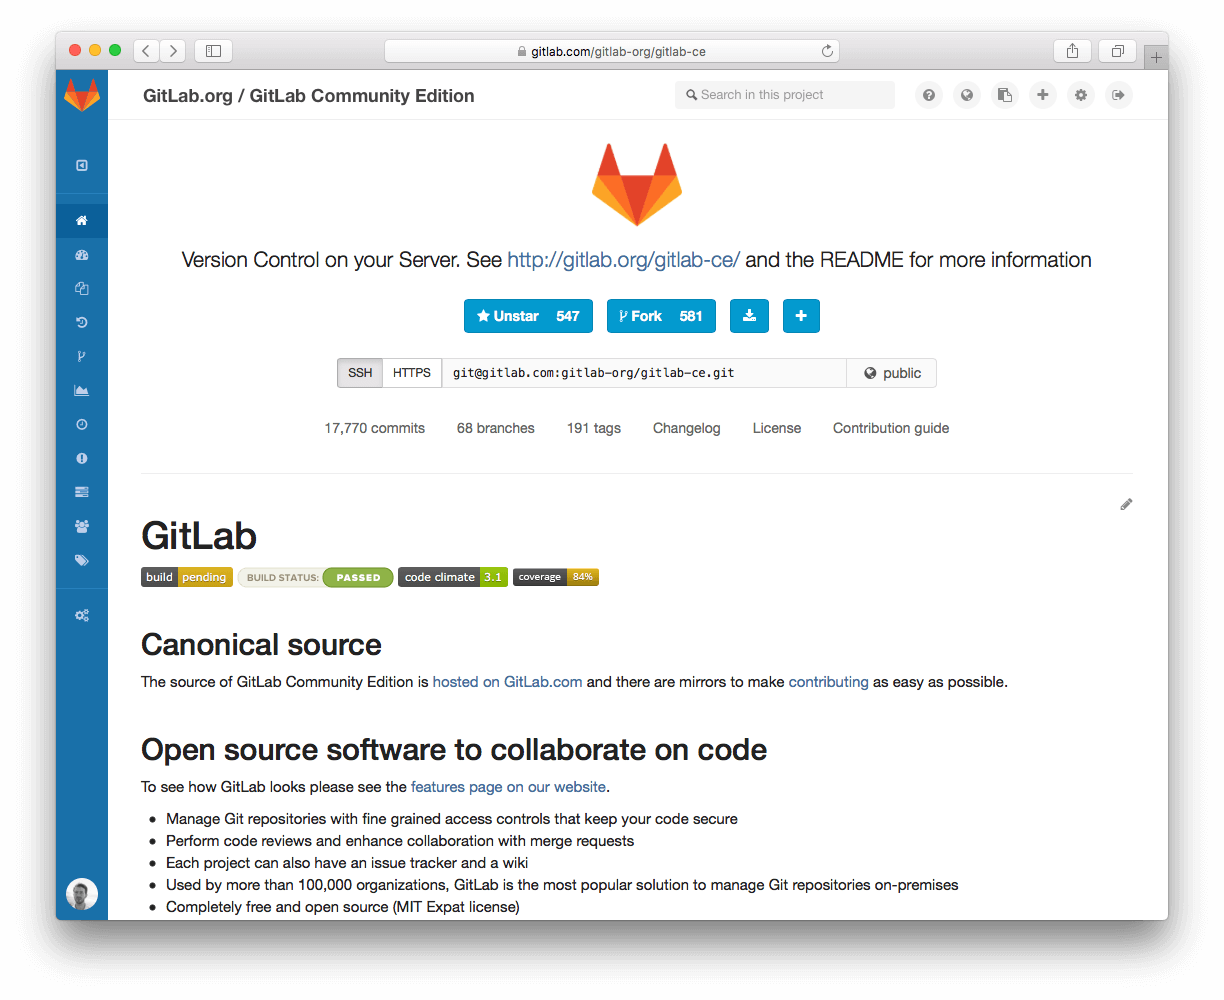 gitlab.com/gitlab-org/gitlab-ce
GitLab.org / GitLab Community Edition
Search in this project
Version Control on your Server. See http://gitlab.org/gitlab-ce/ and the README for more information
Unstar 547 Fork 581
SSH HTTPS git@gitlab.com:gitlab-org/gitlab-ce.git public
17,770 commits 68 branches 191 tags Changelog License Contribution guide
GitLab
build pending BUILD STATUS: PASSED code climate 3.1 coverage 84%
Canonical source
The source of GitLab Community Edition is hosted on GitLab.com and there are mirrors to make contributing as easy as possible.
Open source software to collaborate on code
To see how GitLab looks please see the features page on our website.
• Manage Git repositories with fine grained access controls that keep your code secure
• Perform code reviews and enhance collaboration with merge requests
• Each project can also have an issue tracker and a wiki
• Used by more than 100,000 organizations, GitLab is the most popular solution to manage Git repositories on-premises
• Completely free and open source (MIT Expat license)